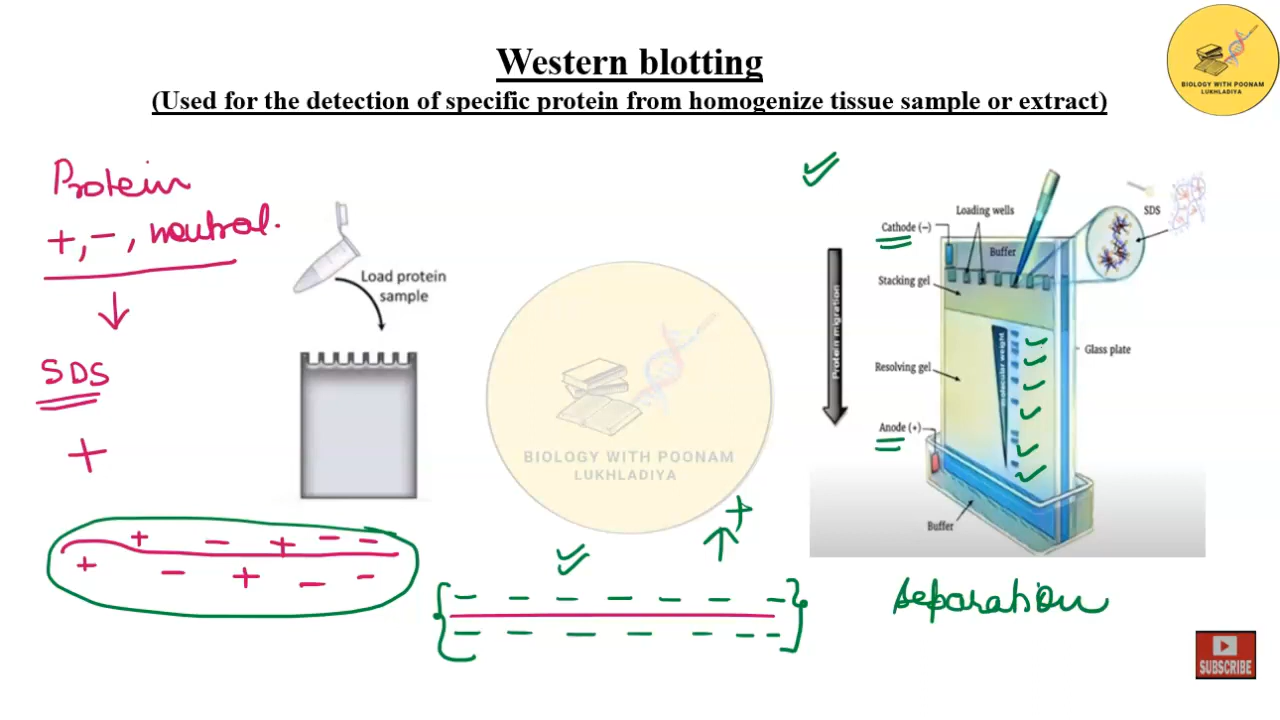 Western blotting
(Used for the detection of specific protein from homogenize tissue sample or extract)
BIOLOGY WITH POONAM
LUKHLADIYA
Protein
+, -, neutral.
SDS
+
Load protein
sample
BIOLOGY WITH POONAM
LUKHLADIYA
+
+ - + - -
+ - + - -
- - - - - -
- - - - - -
Protein migration
Cathode (-)
Loading wells
SDS
Buffer
Stacking gel
molecular weight
Glass plate
Resolving gel
Anode (+)
Buffer
separation
SUBSCRIBE